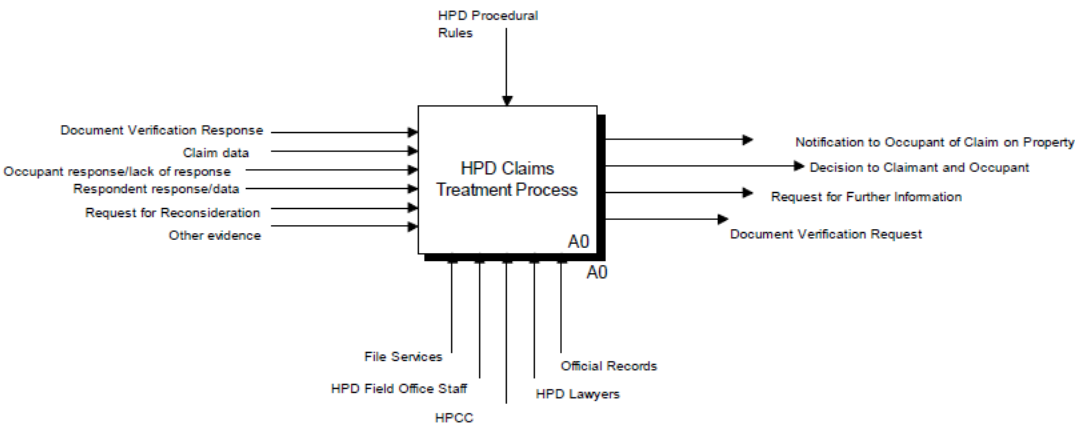 HPD Procedural
Rules
Document Verification Response
Claim data
Occupant response/lack of response
Respondent response/data
Request for Reconsideration
Other evidence
HPD Claims
Treatment Process
A0
A0
Notification to Occupant of Claim on Property
Decision to Claimant and Occupant
Request for Further Information
Document Verification Request
File Services
HPD Field Office Staff
HPCC
HPD Lawyers
Official Records